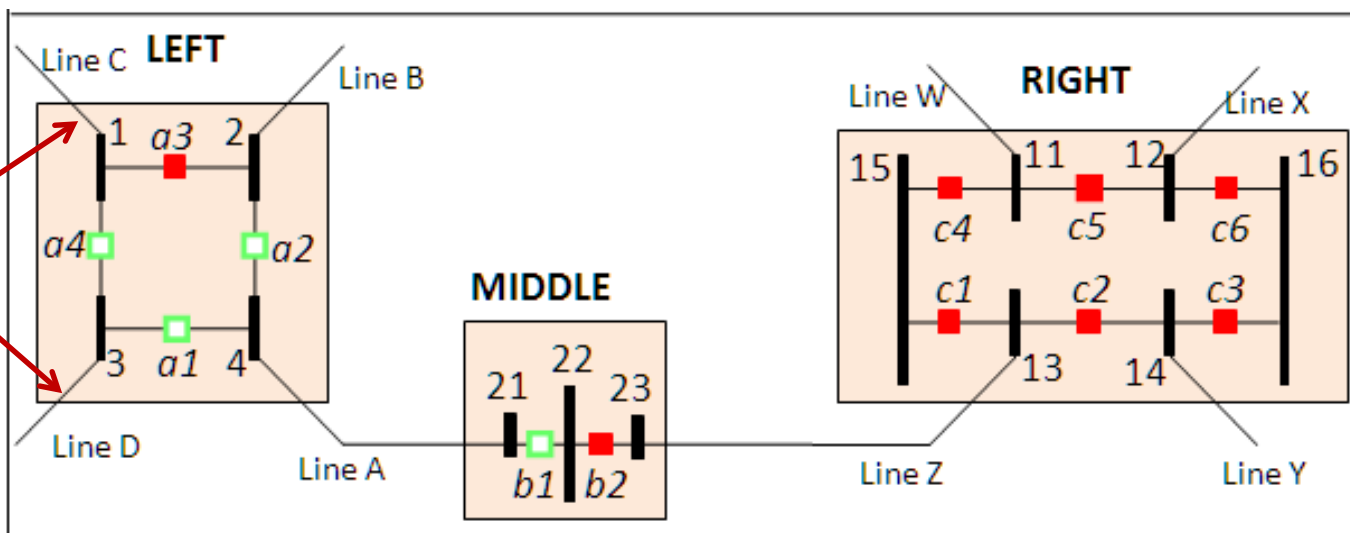 Line C LEFT
Line B
1 a3 2
a4 a2
3 a1 4
Line D
Line A
MIDDLE
21 22 23
b1 b2
RIGHT
Line W
Line X
15 11 12 16
c4 c5 c6
c1 c2 c3
13 14
Line Z
Line Y